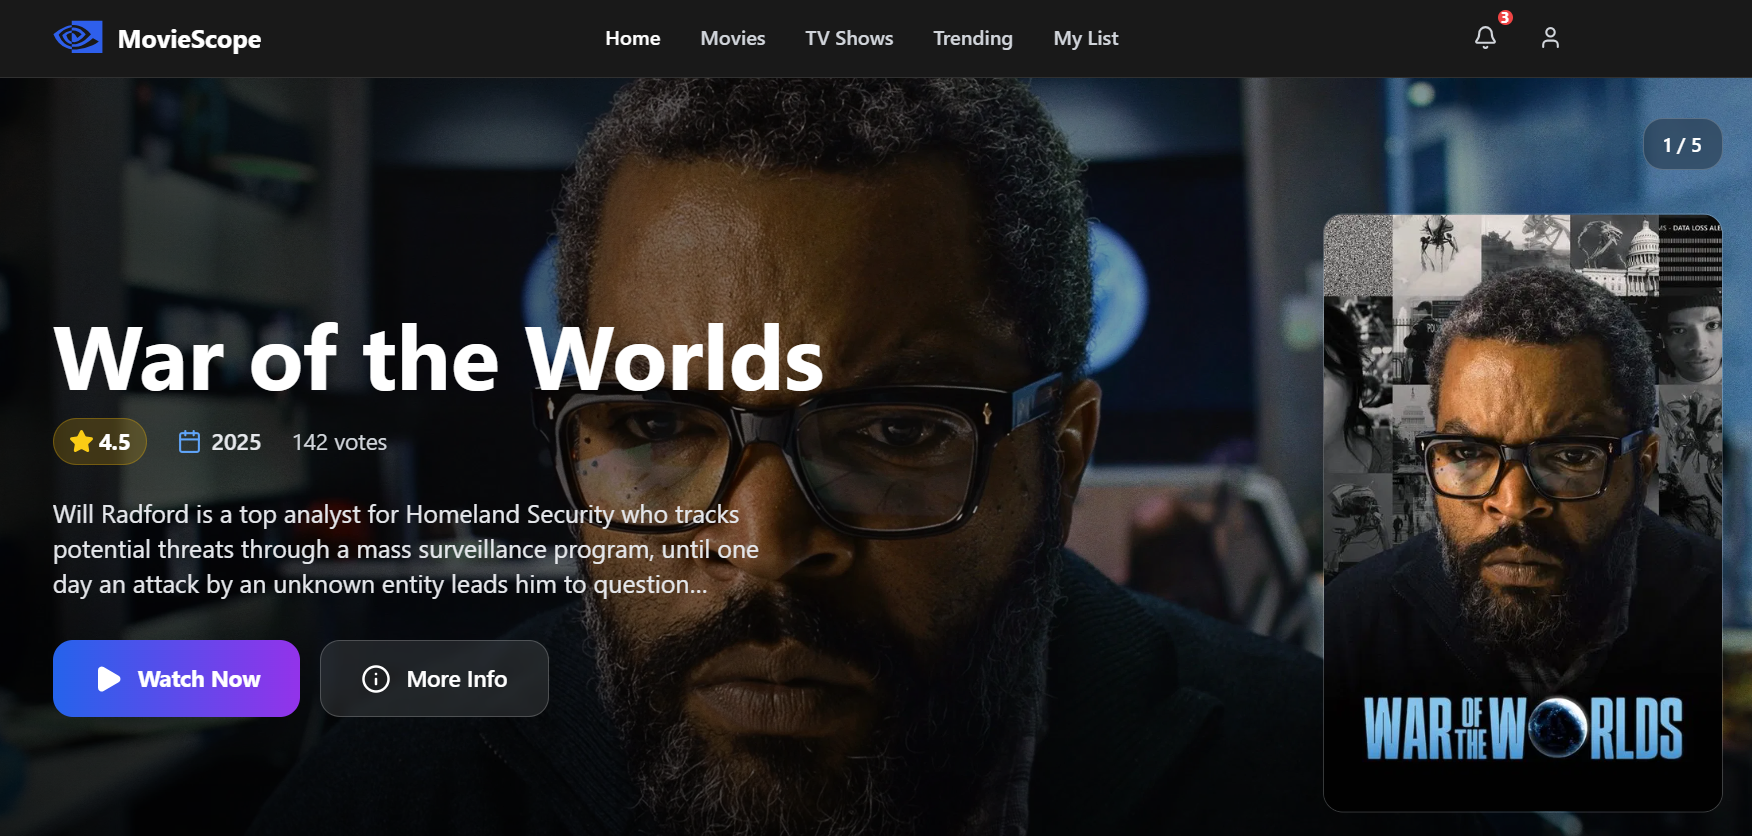 MovieScope
Home Movies TV Shows Trending My List
3
1 / 5
MS - DATA LOSS ALE
War of the Worlds
4.5 2025 142 votes
Will Radford is a top analyst for Homeland Security who tracks
potential threats through a mass surveillance program, until one
day an attack by an unknown entity leads him to question...
Watch Now More Info
WAR OF THE WORLDS